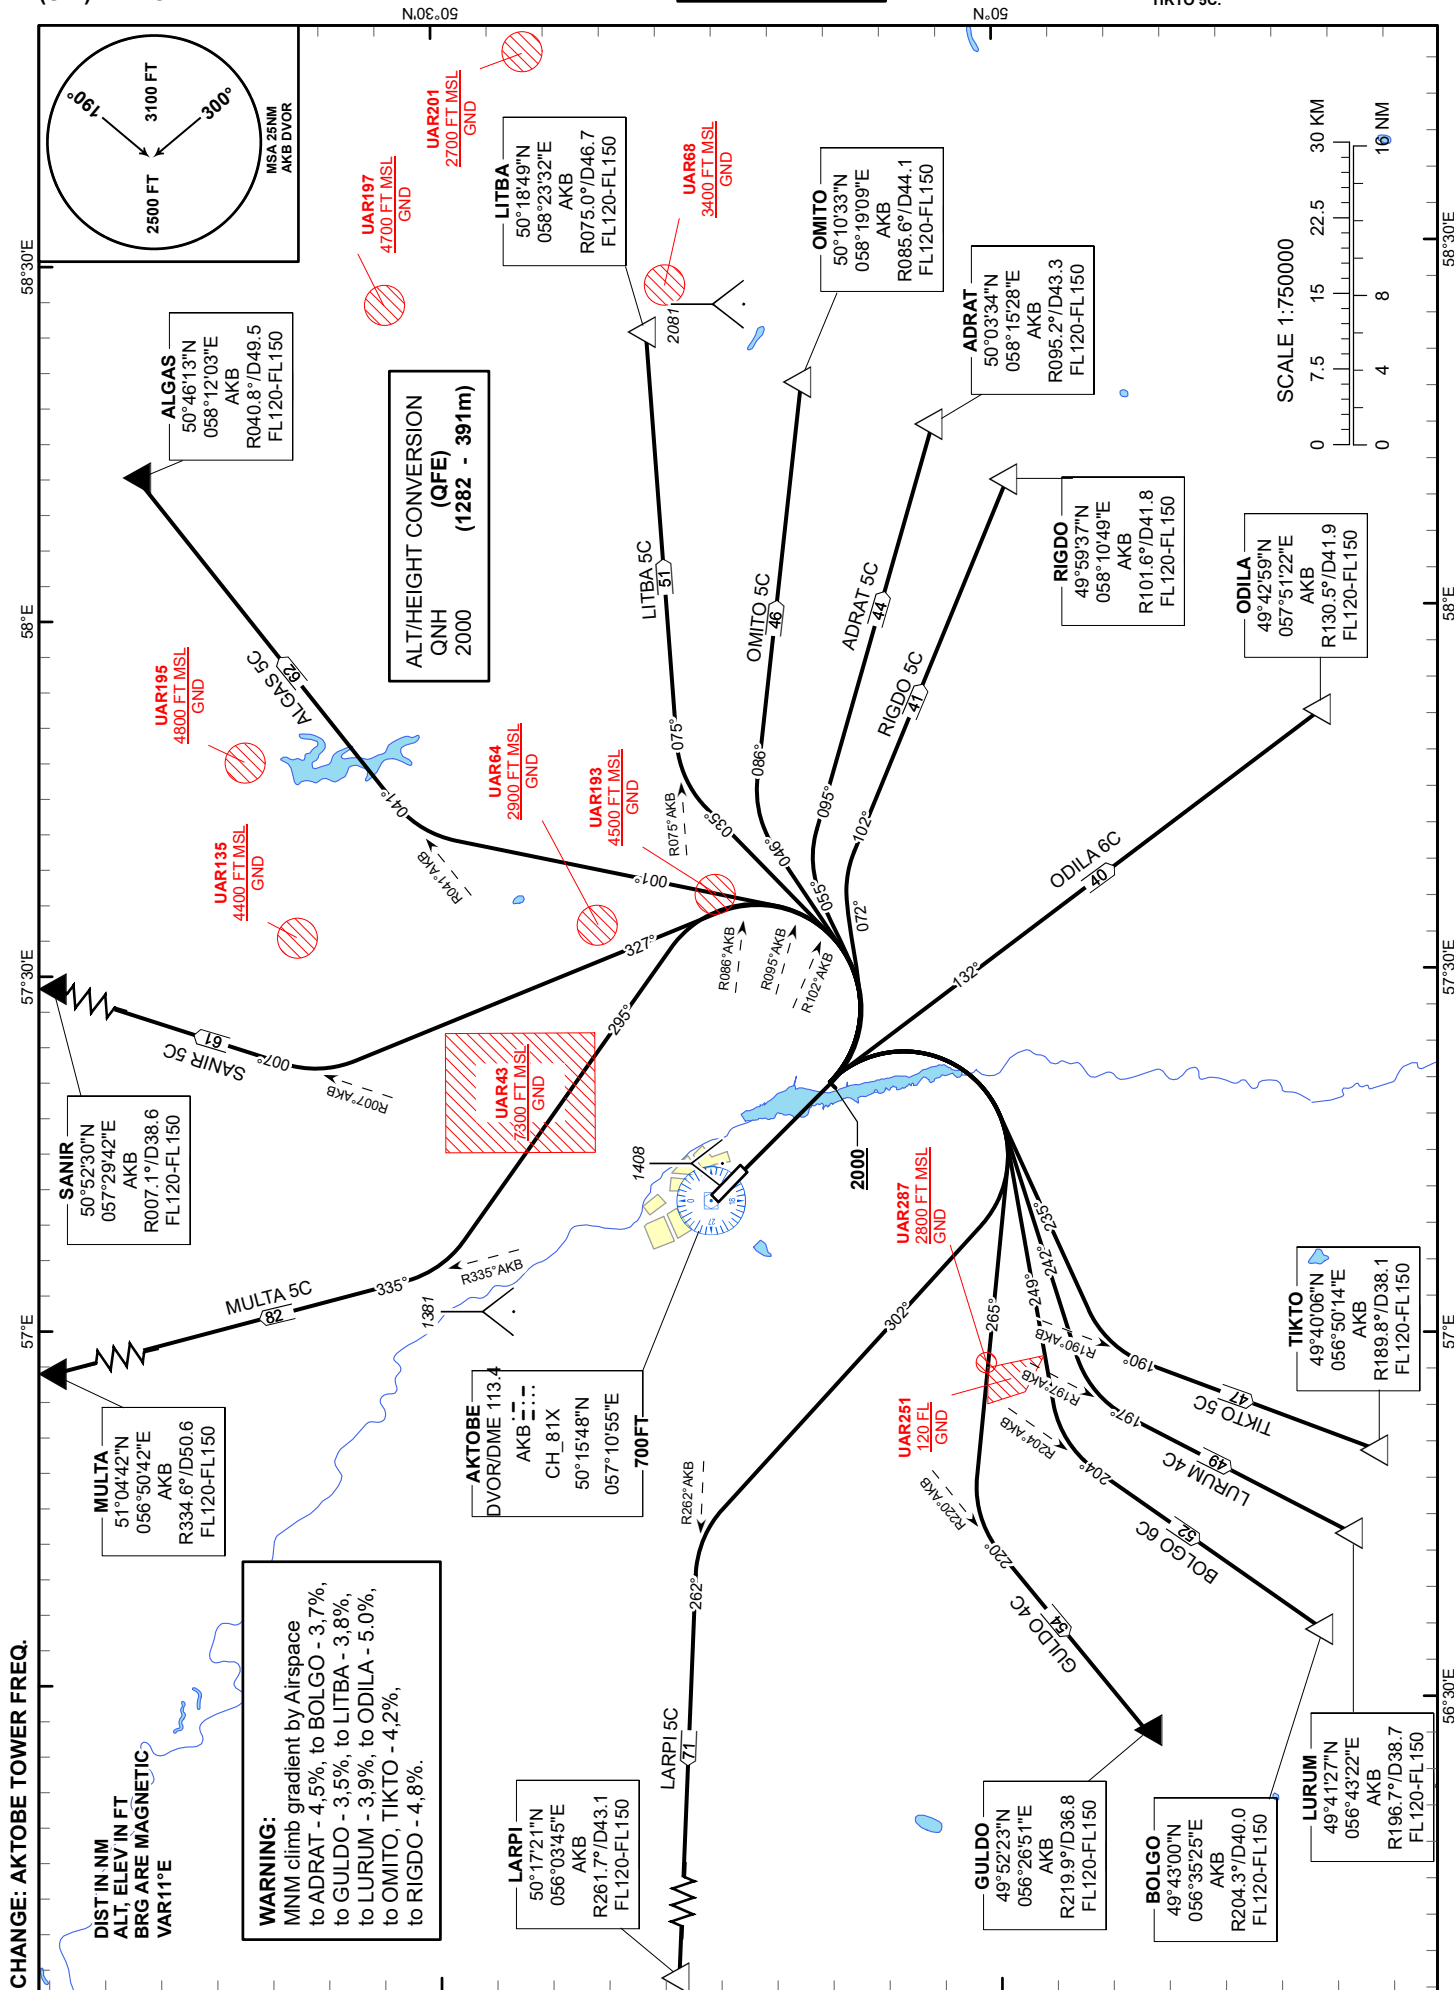 CHANGE: AKTOBE TOWER FREQ.
DIST IN NM
ALT, ELEV IN FT
BRG ARE MAGNETIC
VAR11°E
WARNING:
MNM climb gradient by Airspace
to ADRAT - 4,5%, to BOLGO - 3,7%,
to GULDO - 3,5%, to LITBA - 3,8%,
to LURUM - 3,9%, to ODILA - 5.0%,
to OMITO, TIKTO - 4,2%,
to RIGDO - 4,8%.
MULTA
51°04'42"N
056°50'42"E
AKB
R334.6°/D50.6
FL120-FL150
SANIR
50°52'30"N
057°29'42"E
AKB
R007.1°/D38.6
FL120-FL150
ALGAS
50°46'13"N
058°12'03"E
AKB
R040.8°/D49.5
FL120-FL150
190°
300°
2500 FT
3100 FT
MSA 25NM
AKB DVOR
57°E
57°30'E
58°E
58°30'E
MULTA 5C
82
335°
R335°AKB
1381
SANIR 5C
61
007°
R007°AKB
327°
295°
ALGAS 5C
62
041°
R041°AKB
001°
UAR135
4400 FT MSL
GND
UAR195
4800 FT MSL
GND
UAR64
2900 FT MSL
GND
UAR193
4500 FT MSL
GND
UAR197
4700 FT MSL
GND
UAR201
2700 FT MSL
GND
UAR68
3400 FT MSL
GND
UAR43
7300 FT MSL
GND
ALT/HEIGHT CONVERSION
QNH (QFE)
2000 (1282 - 391m)
LITBA
50°18'49"N
058°23'32"E
AKB
R075.0°/D46.7
FL120-FL150
2081
LITBA 5C
51
075°
R075°AKB
035°
OMITO
50°10'33"N
058°19'09"E
AKB
R085.6°/D44.1
FL120-FL150
OMITO 5C
46
086°
R086°AKB
046°
ADRAT
50°03'34"N
058°15'28"E
AKB
R095.2°/D43.3
FL120-FL150
ADRAT 5C
44
095°
R095°AKB
055°
RIGDO
49°59'37"N
058°10'49"E
AKB
R101.6°/D41.8
FL120-FL150
RIGDO 5C
41
102°
R102°AKB
072°
ODILA
49°42'59"N
057°51'22"E
AKB
R130.5°/D41.9
FL120-FL150
ODILA 6C
40
132°
1408
0
18
27
2000
AKTOBE
DVOR/DME 113.4
AKB
CH_81X
50°15'48"N
057°10'55"E
700FT
LARPI
50°17'21"N
056°03'45"E
AKB
R261.7°/D43.1
FL120-FL150
LARPI 5C
71
262°
R262°AKB
302°
UAR287
2800 FT MSL
GND
UAR251
120 FL
GND
GULDO
49°52'23"N
056°26'51"E
AKB
R219.9°/D36.8
FL120-FL150
GULDO 4C
54
220°
R220°AKB
265°
BOLGO
49°43'00"N
056°35'25"E
AKB
R204.3°/D40.0
FL120-FL150
BOLGO 6C
52
204°
R204°AKB
249°
LURUM
49°41'27"N
056°43'22"E
AKB
R196.7°/D38.7
FL120-FL150
LURUM 4C
49
197°
R197°AKB
242°
TIKTO
49°40'06"N
056°50'14"E
AKB
R189.8°/D38.1
FL120-FL150
TIKTO 5C
47
190°
R190°AKB
235°
SCALE 1:750000
0 7.5 15 22.5 30 KM
0 4 8 16 NM
56°30'E
57°E
57°30'E
58°E
58°30'E
50°30'N
50°N
TIKTO 5C.